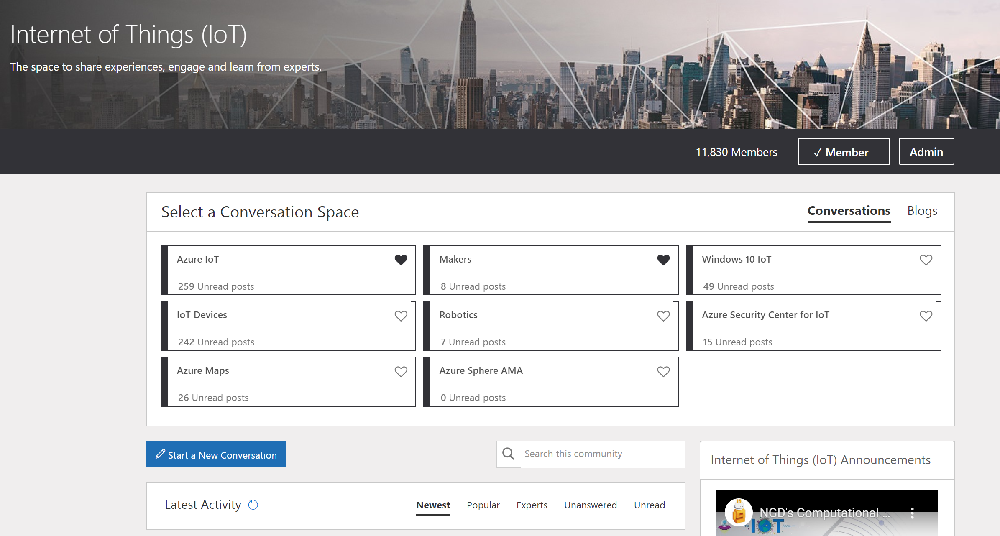 Internet of Things (IoT)
The space to share experiences, engage and learn from experts.
11,830 Members
✓ Member
Admin
Select a Conversation Space
Conversations
Blogs
Azure IoT
259 Unread posts
Makers
8 Unread posts
Windows 10 IoT
49 Unread posts
IoT Devices
242 Unread posts
Robotics
7 Unread posts
Azure Security Center for IoT
15 Unread posts
Azure Maps
26 Unread posts
Azure Sphere AMA
0 Unread posts
Start a New Conversation
Search this community
Internet of Things (IoT) Announcements
Latest Activity
Newest
Popular
Experts
Unanswered
Unread
NGD's Computational ...
The IOT Show